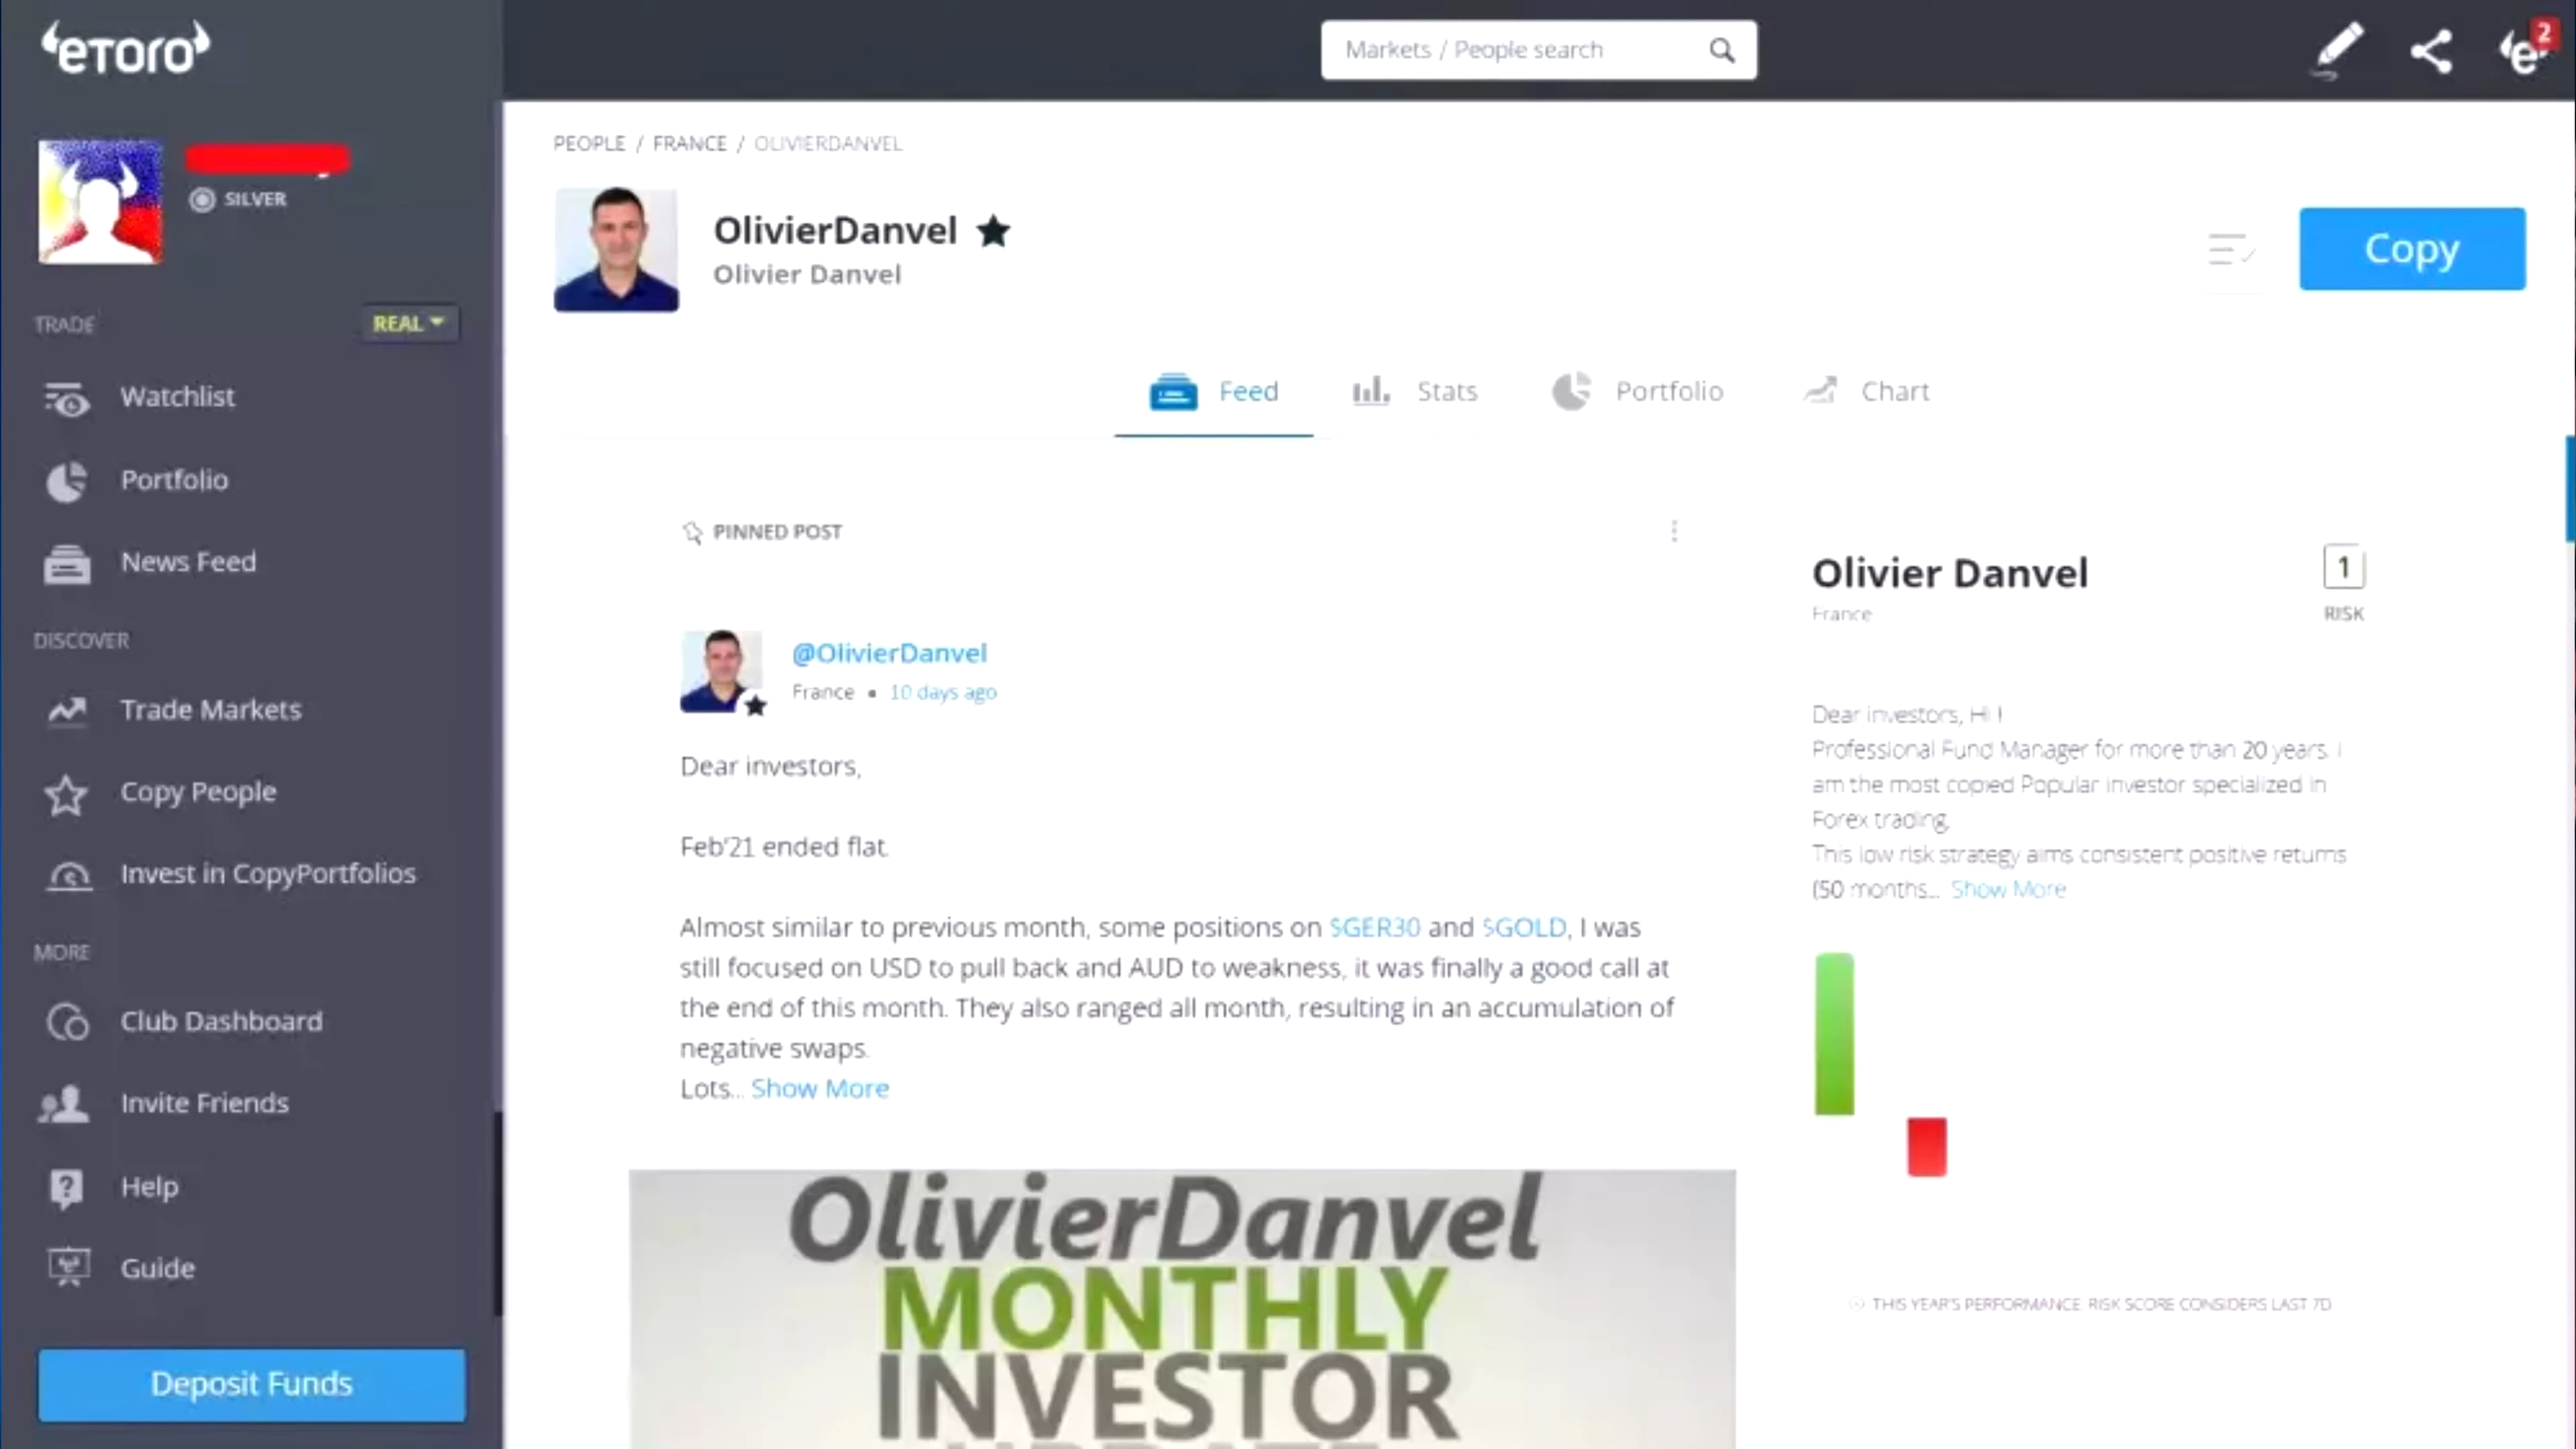 eToro
Markets / People search
2
SILVER
TRADE
REAL
Watchlist
Portfolio
News Feed
DISCOVER
Trade Markets
Copy People
Invest in CopyPortfolios
MORE
Club Dashboard
Invite Friends
Help
Guide
Deposit Funds
PEOPLE / FRANCE / OLIVIERDANVEL
OlivierDanvel
Olivier Danvel
Copy
Feed
Stats
Portfolio
Chart
PINNED POST
@OlivierDanvel
France • 10 days ago
Dear investors,
Feb'21 ended flat.
Almost similar to previous month, some positions on $GER30 and $GOLD, I was
still focused on USD to pull back and AUD to weakness, it was finally a good call at
the end of this month. They also ranged all month, resulting in an accumulation of
negative swaps.
Lots... Show More
OlivierDanvel
MONTHLY
INVESTOR
Olivier Danvel
1
France
RISK
Dear investors, Hi !
Professional Fund Manager for more than 20 years. I
am the most copied Popular investor specialized in
Forex trading.
This low risk strategy aims consistent positive returns
(50 months... Show More
THIS YEAR'S PERFORMANCE. RISK SCORE CONSIDERS LAST 7D